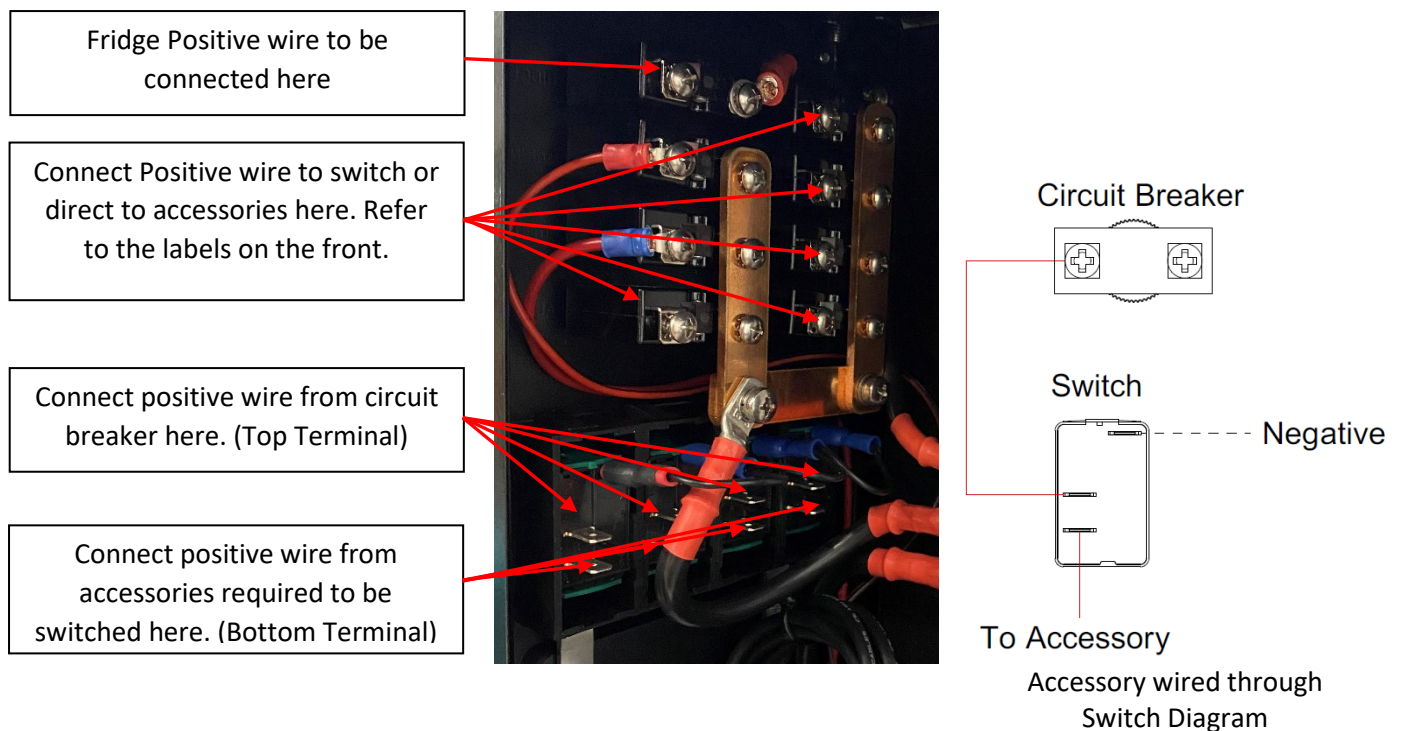 Fridge Positive wire to be
connected here
Connect Positive wire to switch or
direct to accessories here. Refer
to the labels on the front.
Connect positive wire from circuit
breaker here. (Top Terminal)
Connect positive wire from
accessories required to be
switched here. (Bottom Terminal)
Circuit Breaker
Switch
Negative
To Accessory
Accessory wired through
Switch Diagram